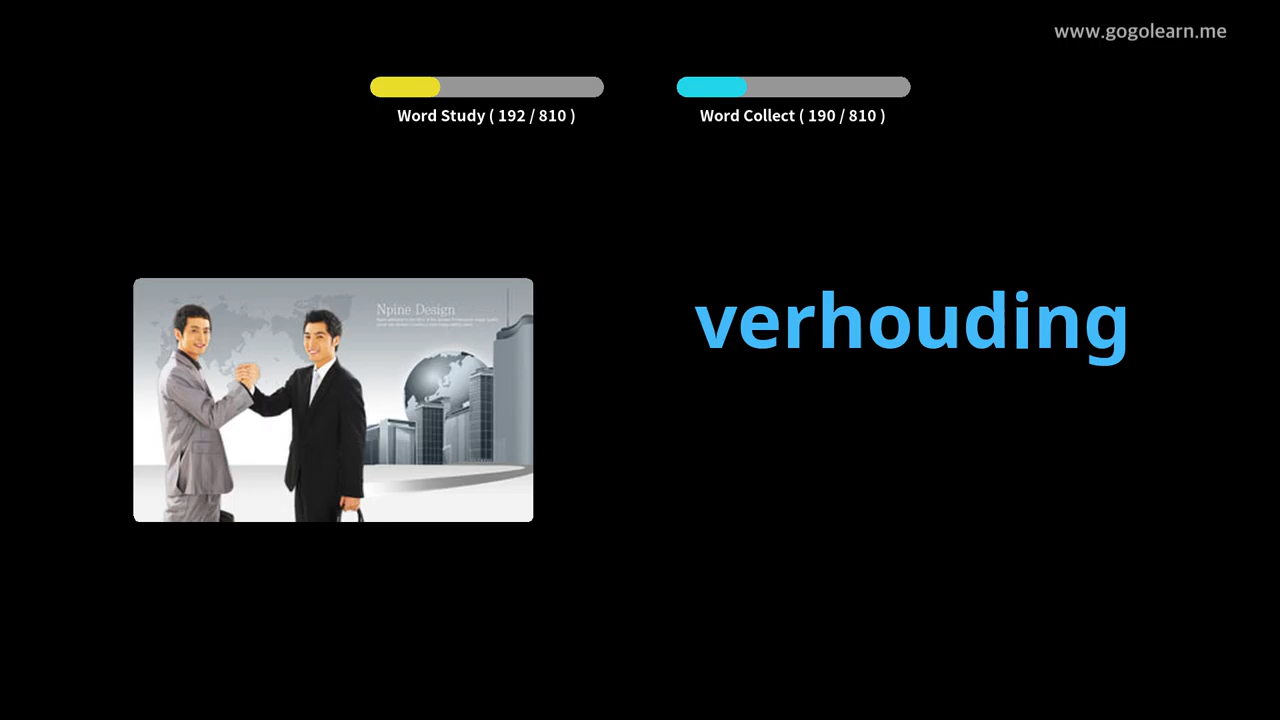 www.gogolearn.me
Word Study ( 192 / 810 )
Word Collect ( 190 / 810 )
Npine Design
verhouding